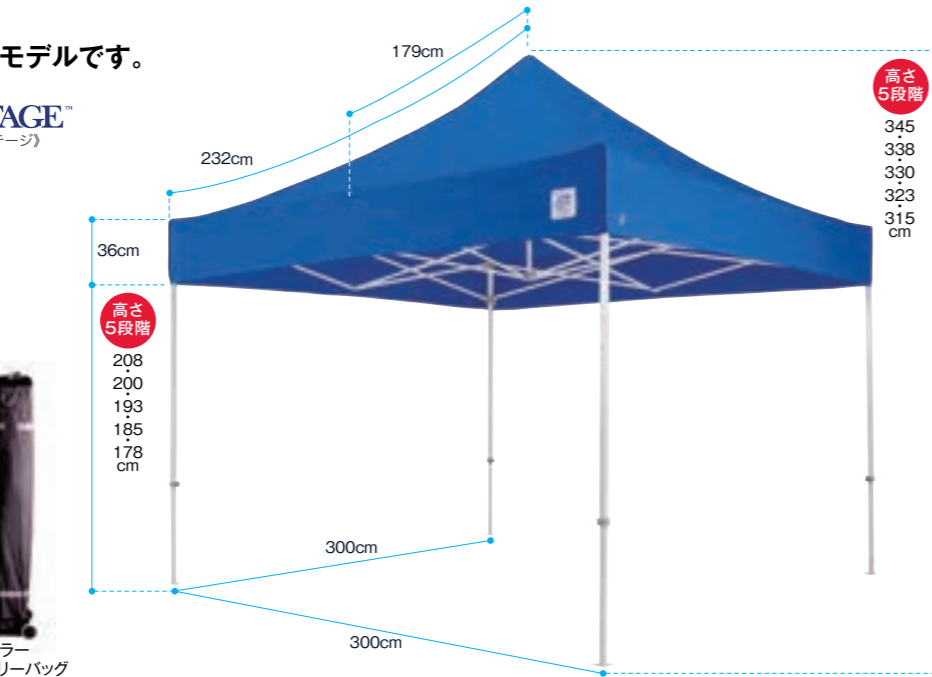 モデルです。
TAGE™
テージ》
179cm
232cm
36cm
高さ
5段階
208
・
200
・
193
・
185
・
178
cm
高さ
5段階
345
・
338
・
330
・
323
・
315
cm
300cm
300cm
ラー
リーバッグ